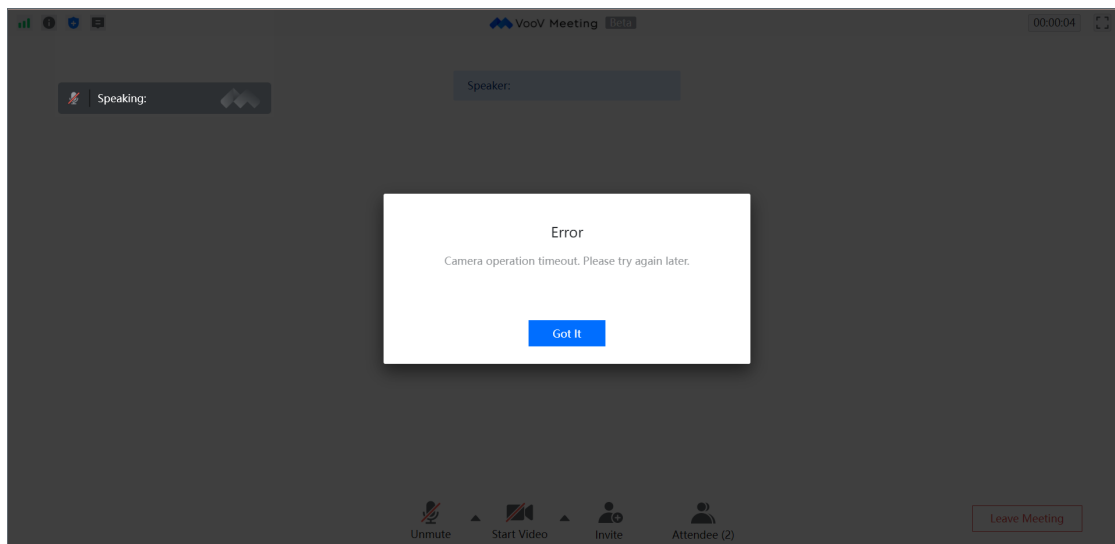 VooV Meeting Beta
00:00:04
Speaking:
Speaker:
Error
Camera operation timeout. Please try again later.
Got It
Unmute
Start Video
Invite
Attendee (2)
Leave Meeting